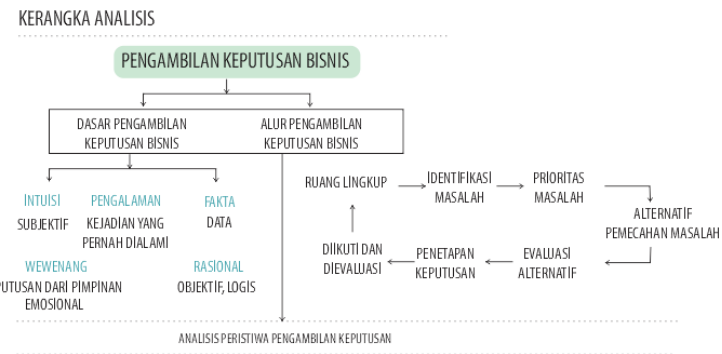 KERANGKA ANALISIS
PENGAMBILAN KEPUTUSAN BISNIS
DASAR PENGAMBILAN
KEPUTUSAN BISNIS
ALUR PENGAMBILAN
KEPUTUSAN BISNIS
INTUISI
SUBJEKTIF
PENGALAMAN
KEJADIAN YANG
PERNAH DIALAMI
FAKTA
DATA
WEWENANG
PUTUSAN DARI PIMPINAN
EMOSIONAL
RASIONAL
OBJEKTIF, LOGIS
RUANG LINGKUP
IDENTIFIKASI
MASALAH
PRIORITAS
MASALAH
ALTERNATIF
PEMECAHAN MASALAH
EVALUASI
ALTERNATIF
PENETAPAN
KEPUTUSAN
DIIKUTI DAN
DIEVALUASI
ANALISIS PERISTIWA PENGAMBILAN KEPUTUSAN